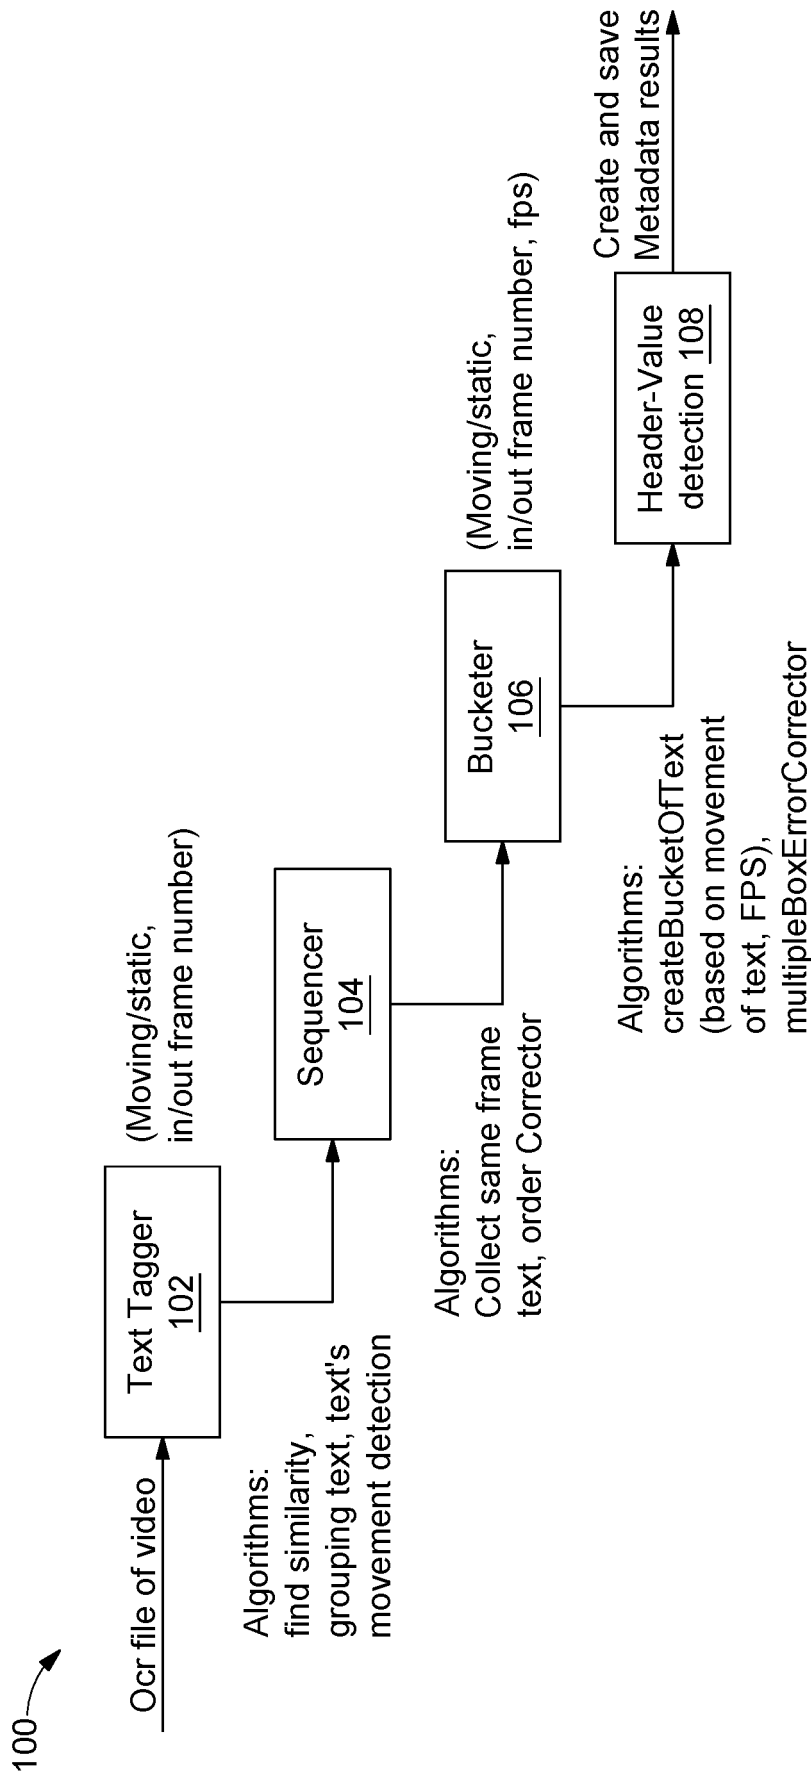 100
Ocr file of video
Text Tagger
102
(Moving/static,
in/out frame number)
Algorithms:
find similarity,
grouping text, text's
movement detection
Sequencer
104
Algorithms:
Collect same frame
text, order Corrector
Bucketer
106
(Moving/static,
in/out frame number, fps)
Algorithms:
createBucketOfText
(based on movement
of text, FPS),
multipleBoxErrorCorrector
Header-Value
detection 108
Create and save
Metadata results